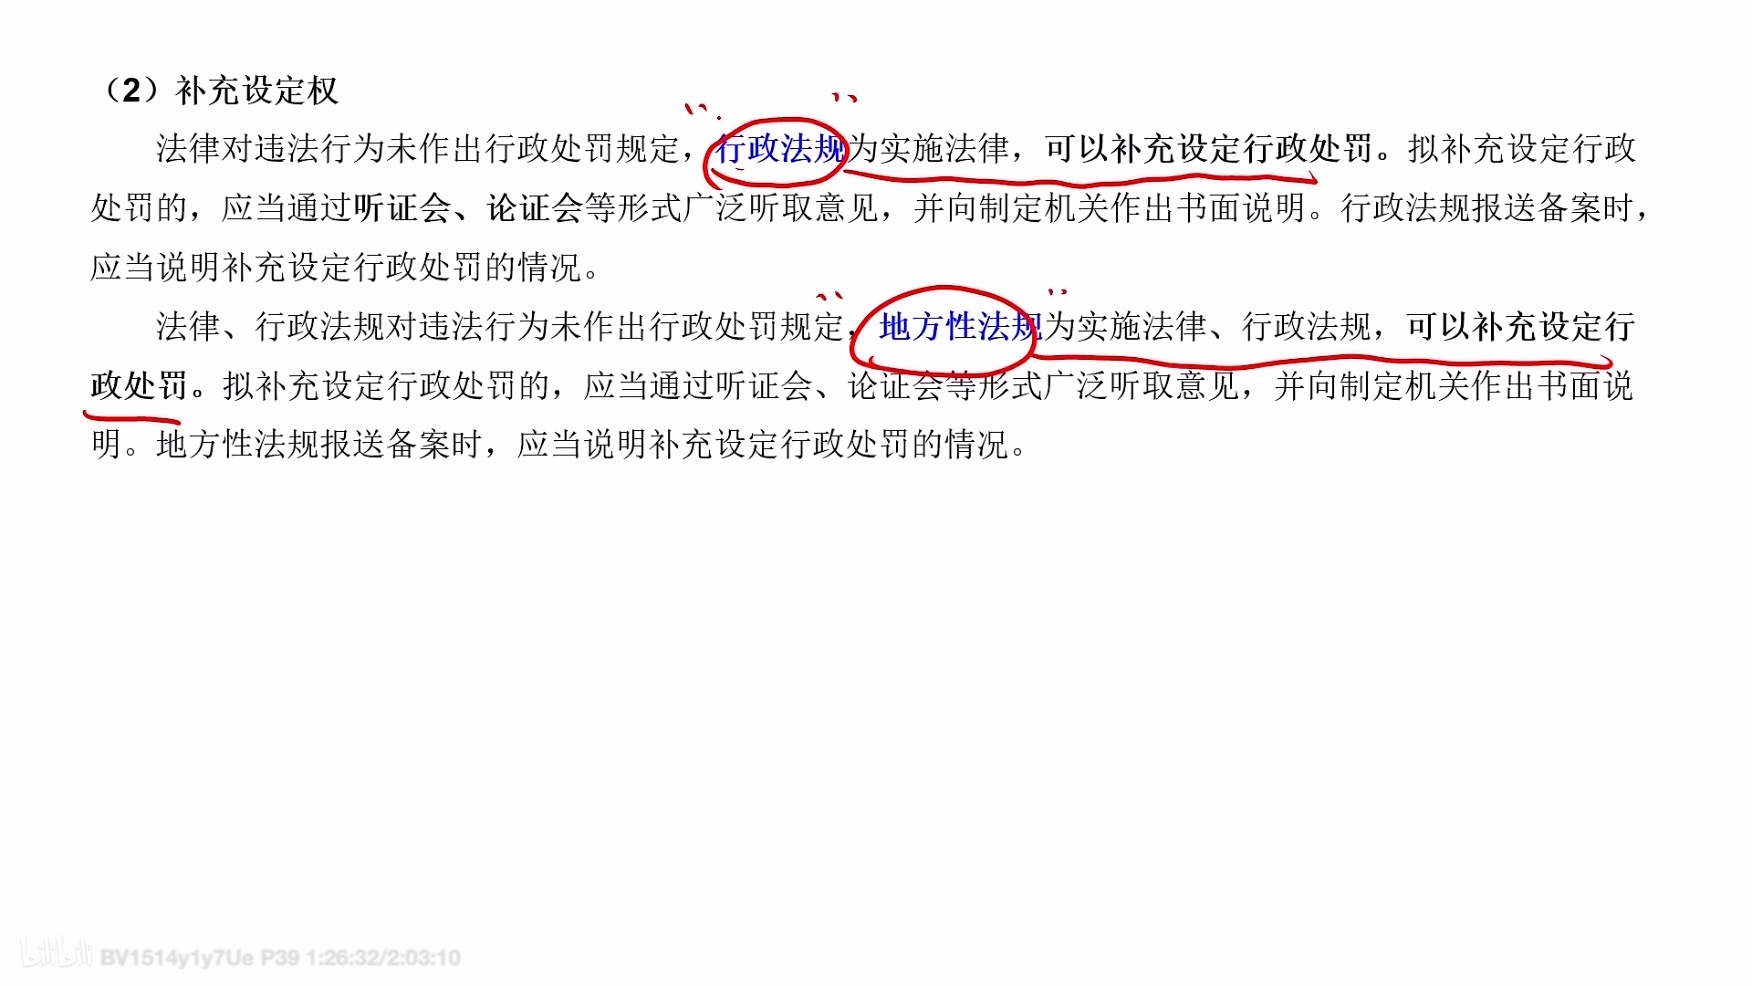 （2）补充设定权
法律对违法行为未作出行政处罚规定，行政法规为实施法律，可以补充设定行政处罚。拟补充设定行政
处罚的，应当通过听证会、论证会等形式广泛听取意见，并向制定机关作出书面说明。行政法规报送备案时，
应当说明补充设定行政处罚的情况。
法律、行政法规对违法行为未作出行政处罚规定，地方性法规为实施法律、行政法规，可以补充设定行
政处罚。拟补充设定行政处罚的，应当通过听证会、论证会等形式广泛听取意见，并向制定机关作出书面说
明。地方性法规报送备案时，应当说明补充设定行政处罚的情况。
bilibili BV1514y1y7Ue P39 1:26:32/2:03:10